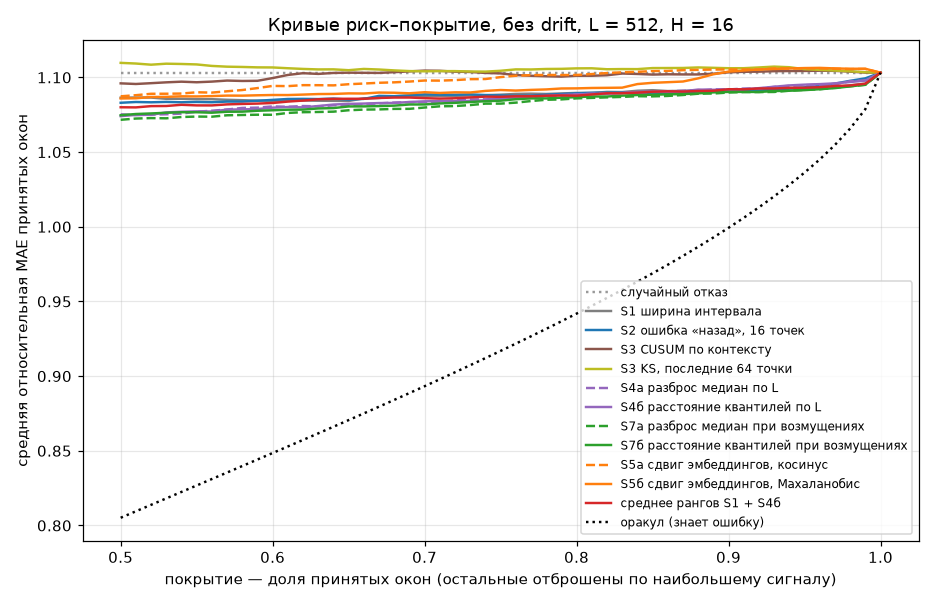 Кривые риск–покрытие, без drift, L = 512, H = 16
средняя относительная MAE принятых окон
1.10
1.05
1.00
0.95
0.90
0.85
0.80
случайный отказ
S1 ширина интервала
S2 ошибка «назад», 16 точек
S3 CUSUM по контексту
S3 KS, последние 64 точки
S4а разброс медиан по L
S4б расстояние квантилей по L
S7а разброс медиан при возмущениях
S7б расстояние квантилей при возмущениях
S5а сдвиг эмбеддингов, косинус
S5б сдвиг эмбеддингов, Махаланобис
среднее рангов S1 + S4б
оракул (знает ошибку)
0.5 0.6 0.7 0.8 0.9 1.0
покрытие — доля принятых окон (остальные отброшены по наибольшему сигналу)